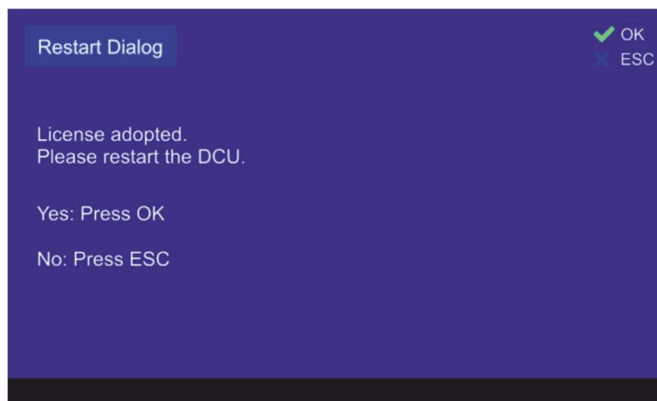 Restart Dialog
OK
ESC
License adopted.
Please restart the DCU.
Yes: Press OK
No: Press ESC